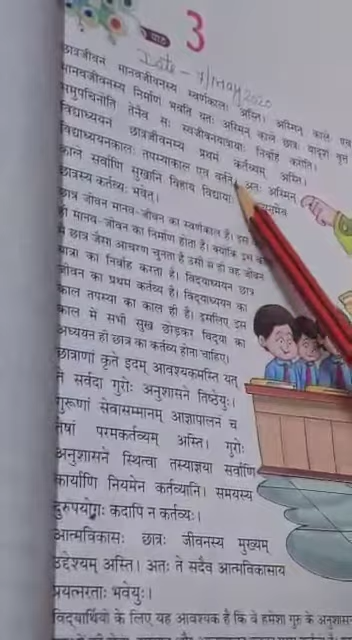 पाठ
3
Date - 7/May 2020
छात्रजीवन मानवजीवनस्य स्वर्णकालः अस्ति। अस्मिन् काले एव
मानवजीवनस्य निर्माणं भवति यतः अस्मिन् काले छात्रः यादृशं वृत्तं
समुपचिनोति तेनैव सः स्वजीवनयात्रायाः निर्वाहं करोति।
विद्याध्ययन छात्रजीवनस्य प्रथमं कर्तव्यम् अस्ति।
विद्याध्ययनकालः तपस्याकाल एव वर्तते, अतः अस्मिन्
काले सर्वाणि सुखानि विहाय विद्यायाः
छात्रस्य कर्तव्यः भवेत्।
छात्र जीवन मानव-जीवन का स्वर्णकाल है। इस
ही मानव-जीवन का निर्माण होता है। क्योंकि इस
में छात्र जैसा आचरण चुनता है उसी से ही वह जीवन
यात्रा का निर्वाह करता है। विद्याध्ययन छात्र
जीवन का प्रथम कर्तव्य है। विद्याध्ययन का
काल तपस्या का काल ही है। इसलिए इस
काल में सभी सुख छोड़कर विद्या का
अध्ययन ही छात्र का कर्तव्य होना चाहिए।
छात्राणां कृते इदम् आवश्यकमस्ति यत्
ते सर्वदा गुरोः अनुशासने तिष्ठेयुः।
गुरूणां सेवासम्मानम् आज्ञापालनं च
तेषां परमकर्तव्यम् अस्ति। गुरोः
अनुशासने स्थित्वा तस्याज्ञया सर्वाणि
कार्याणि नियमेन कर्तव्यानि। समयस्य
दुरुपयोगः कदापि न कर्तव्यः।
आत्मविकासः छात्रः जीवनस्य मुख्यम्
उद्देश्यम् अस्ति। अतः ते सदैव आत्मविकासाय
प्रयत्नरताः भवेयुः।
विद्यार्थियों के लिए यह आवश्यक है कि वे हमेशा गुरु के अनुशासन